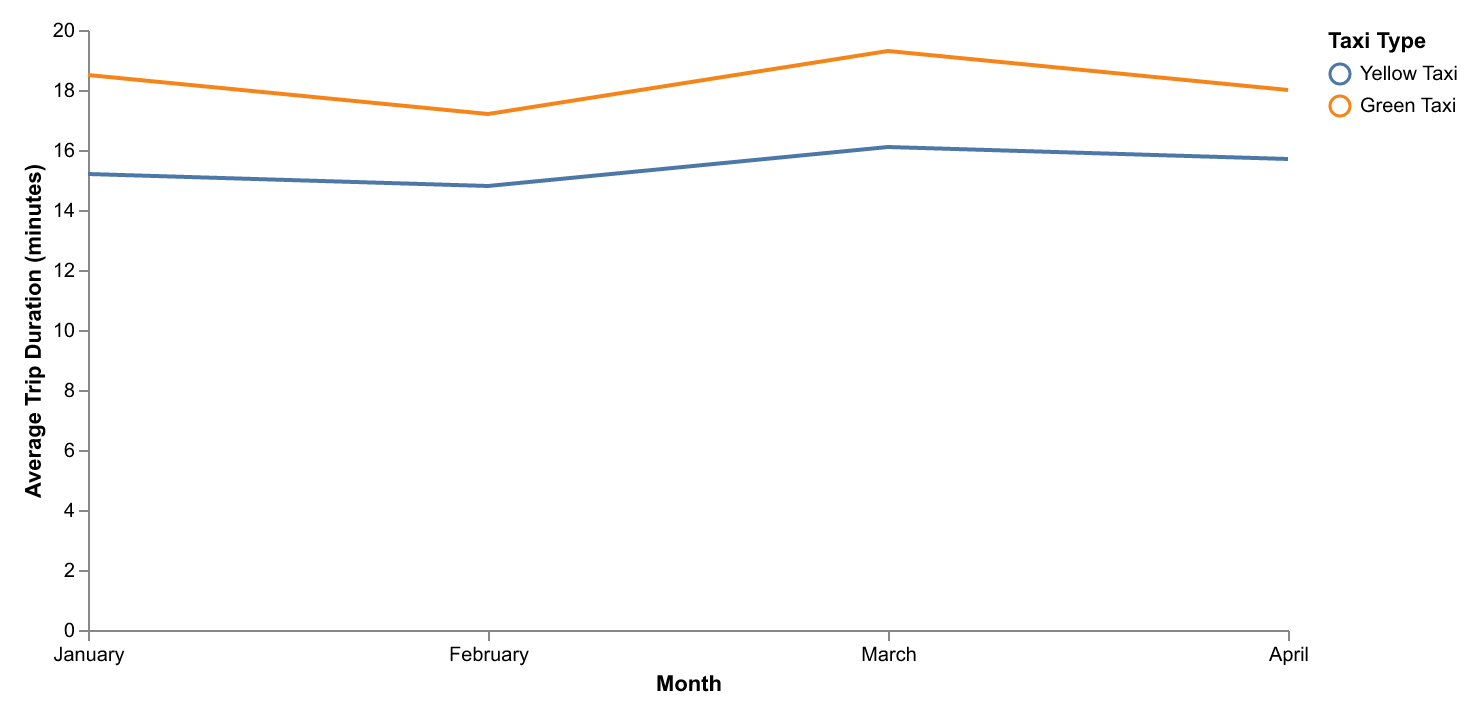 20
18
16
14
12
10
8
6
4
2
0
Average Trip Duration (minutes)
January February March April
Month
Taxi Type
Yellow Taxi
Green Taxi